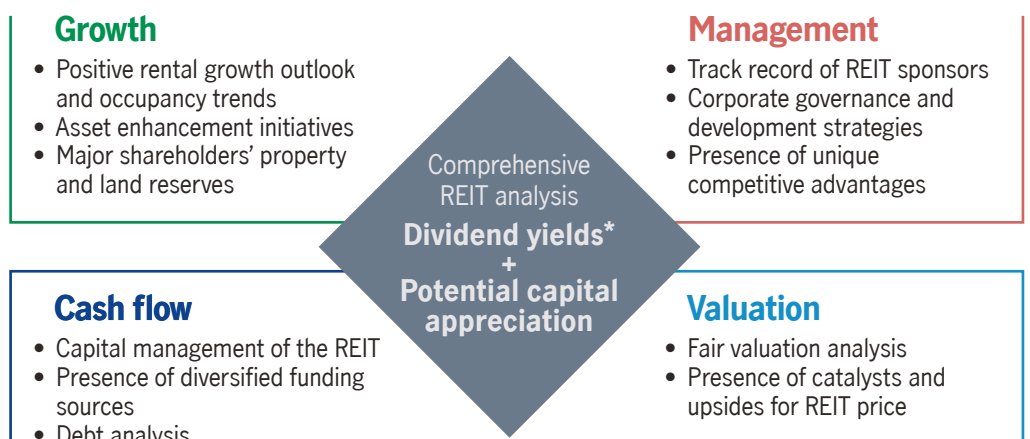 Growth
• Positive rental growth outlook
and occupancy trends
• Asset enhancement initiatives
• Major shareholders’ property
and land reserves
Management
• Track record of REIT sponsors
• Corporate governance and
development strategies
• Presence of unique
competitive advantages
Comprehensive
REIT analysis
Dividend yields*
+
Potential capital
appreciation
Cash flow
• Capital management of the REIT
• Presence of diversified funding
sources
• Debt analysis
Valuation
• Fair valuation analysis
• Presence of catalysts and
upsides for REIT price